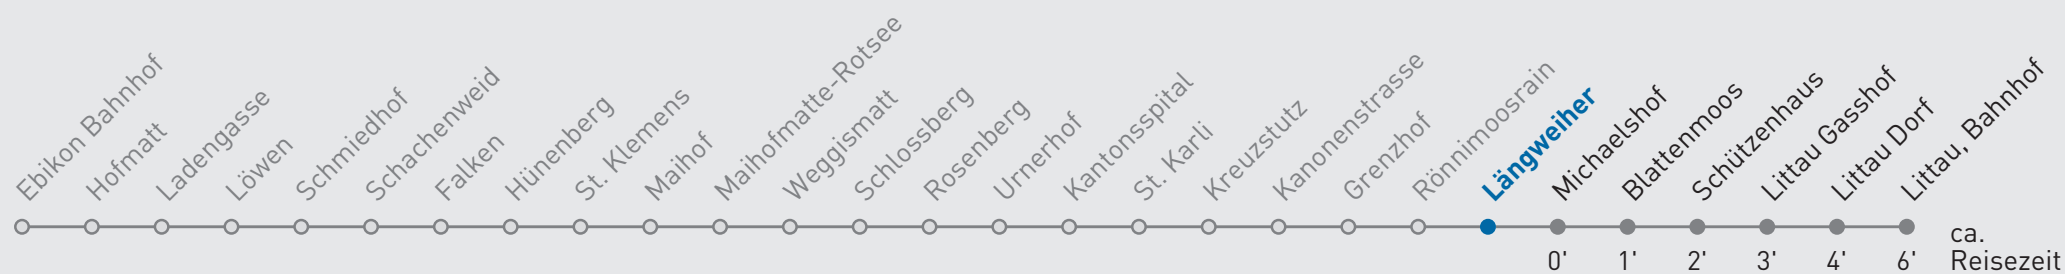 Ebikon Bahnhof
Hofmatt
Ladengasse
Löwen
Schmiedhof
Schachenweid
Falken
Hünenberg
St. Klemens
Maihof
Maihofmatte-Rotsee
Weggismatt
Schlossberg
Rosenberg
Urnerhof
Kantonsspital
St. Karli
Kreuzstutz
Kanonenstrasse
Grenzhof
Rönnimoosrain
Längweiher
Michaelshof
Blattenmoos
Schützenhaus
Littau Gasshof
Littau Dorf
Littau, Bahnhof
ca.
0' 1' 2' 3' 4' 6' Reisezeit